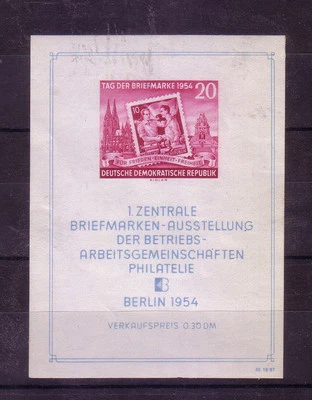 TAG DER BRIEFMARKE 1954 20
10
FÜR FRIEDEN·EINHEIT·FREIHEIT
DEUTSCHE DEMOKRATISCHE REPUBLIK
1. ZENTRALE
BRIEFMARKEN-AUSSTELLUNG
DER BETRIEBS-
ARBEITSGEMEINSCHAFTEN
PHILATELIE
BERLIN 1954
VERKAUFSPREIS 0.30 DM